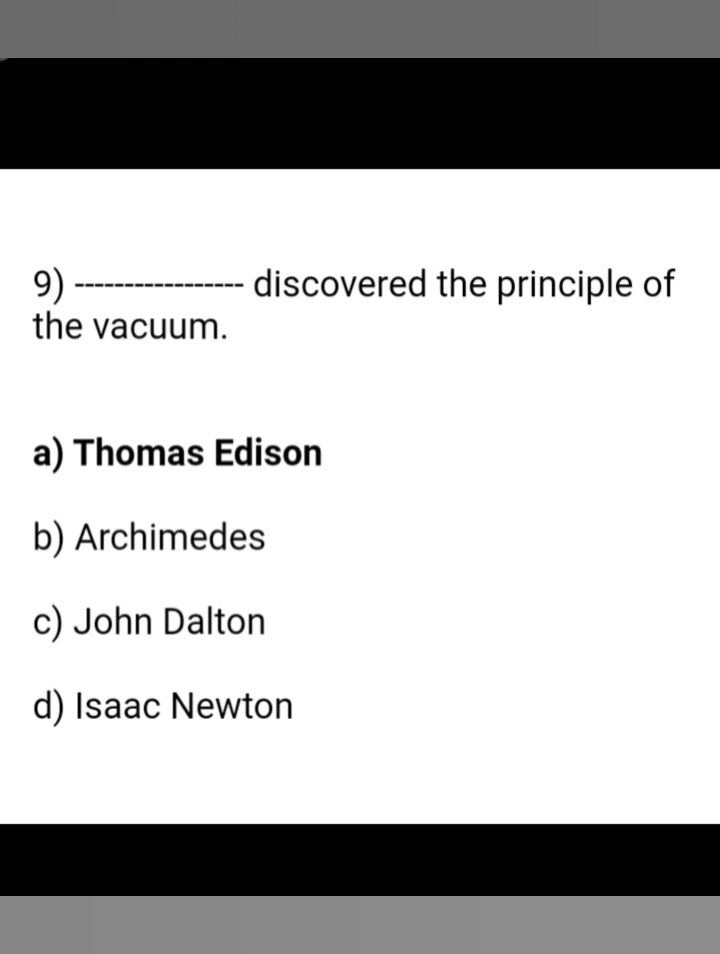 9) ----------------- discovered the principle of
the vacuum.
a) Thomas Edison
b) Archimedes
c) John Dalton
d) Isaac Newton